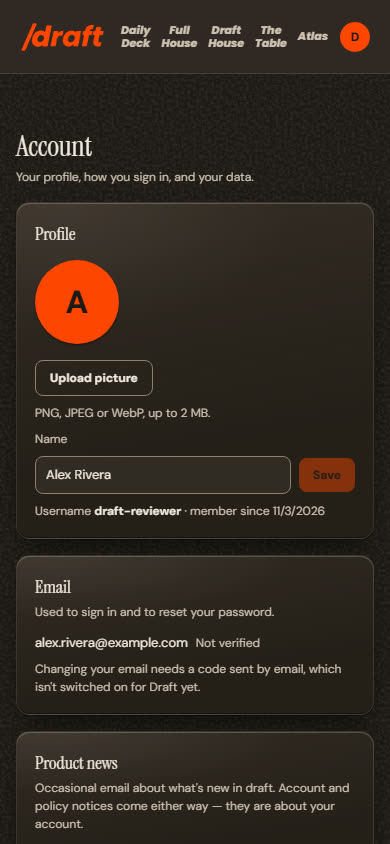 /draft
Daily Deck
Full House
Draft House
The Table
Atlas
D
Account
Your profile, how you sign in, and your data.
Profile
A
Upload picture
PNG, JPEG or WebP, up to 2 MB.
Name
Alex Rivera
Save
Username draft-reviewer · member since 11/3/2026
Email
Used to sign in and to reset your password.
alex.rivera@example.com Not verified
Changing your email needs a code sent by email, which
isn't switched on for Draft yet.
Product news
Occasional email about what's new in draft. Account and
policy notices come either way — they are about your
account.